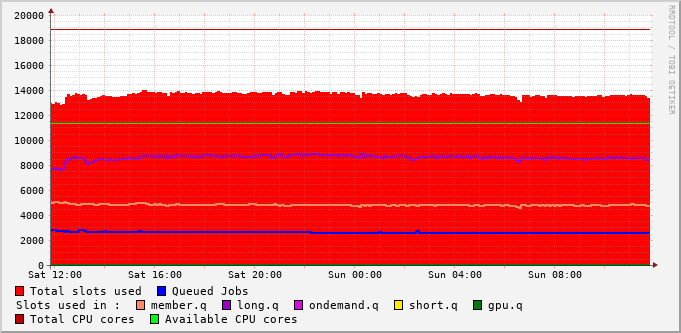 RRDTOOL / TOBI OETIKER
20000
18000
16000
14000
12000
10000
8000
6000
4000
2000
0
Sat 12:00 Sat 16:00 Sat 20:00 Sun 00:00 Sun 04:00 Sun 08:00
Total slots used Queued Jobs
Slots used in : member.q long.q ondemand.q short.q gpu.q
Total CPU cores Available CPU cores